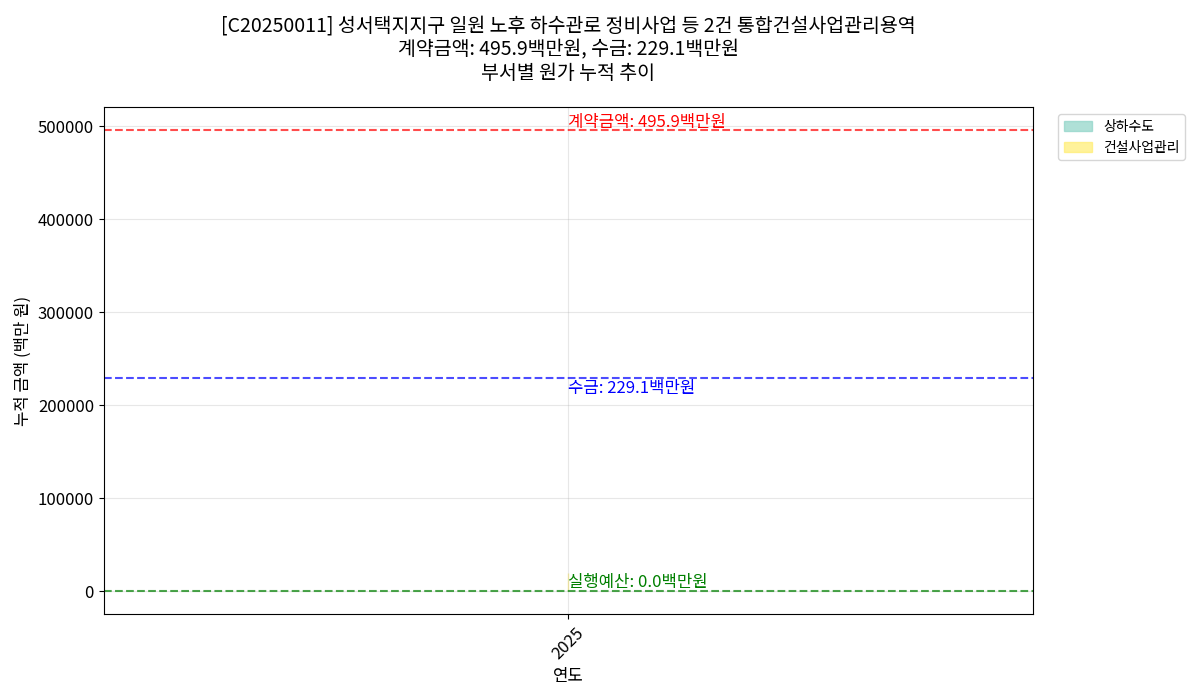 [C20250011] 성서택지지구 일원 노후 하수관로 정비사업 등 2건 통합건설사업관리용역
계약금액: 495.9백만원, 수금: 229.1백만원
부서별 원가 누적 추이
500000
400000
300000
200000
100000
0
누적 금액 (백만 원)
계약금액: 495.9백만원
수금: 229.1백만원
실행예산: 0.0백만원
상하수도
건설사업관리
2025
연도